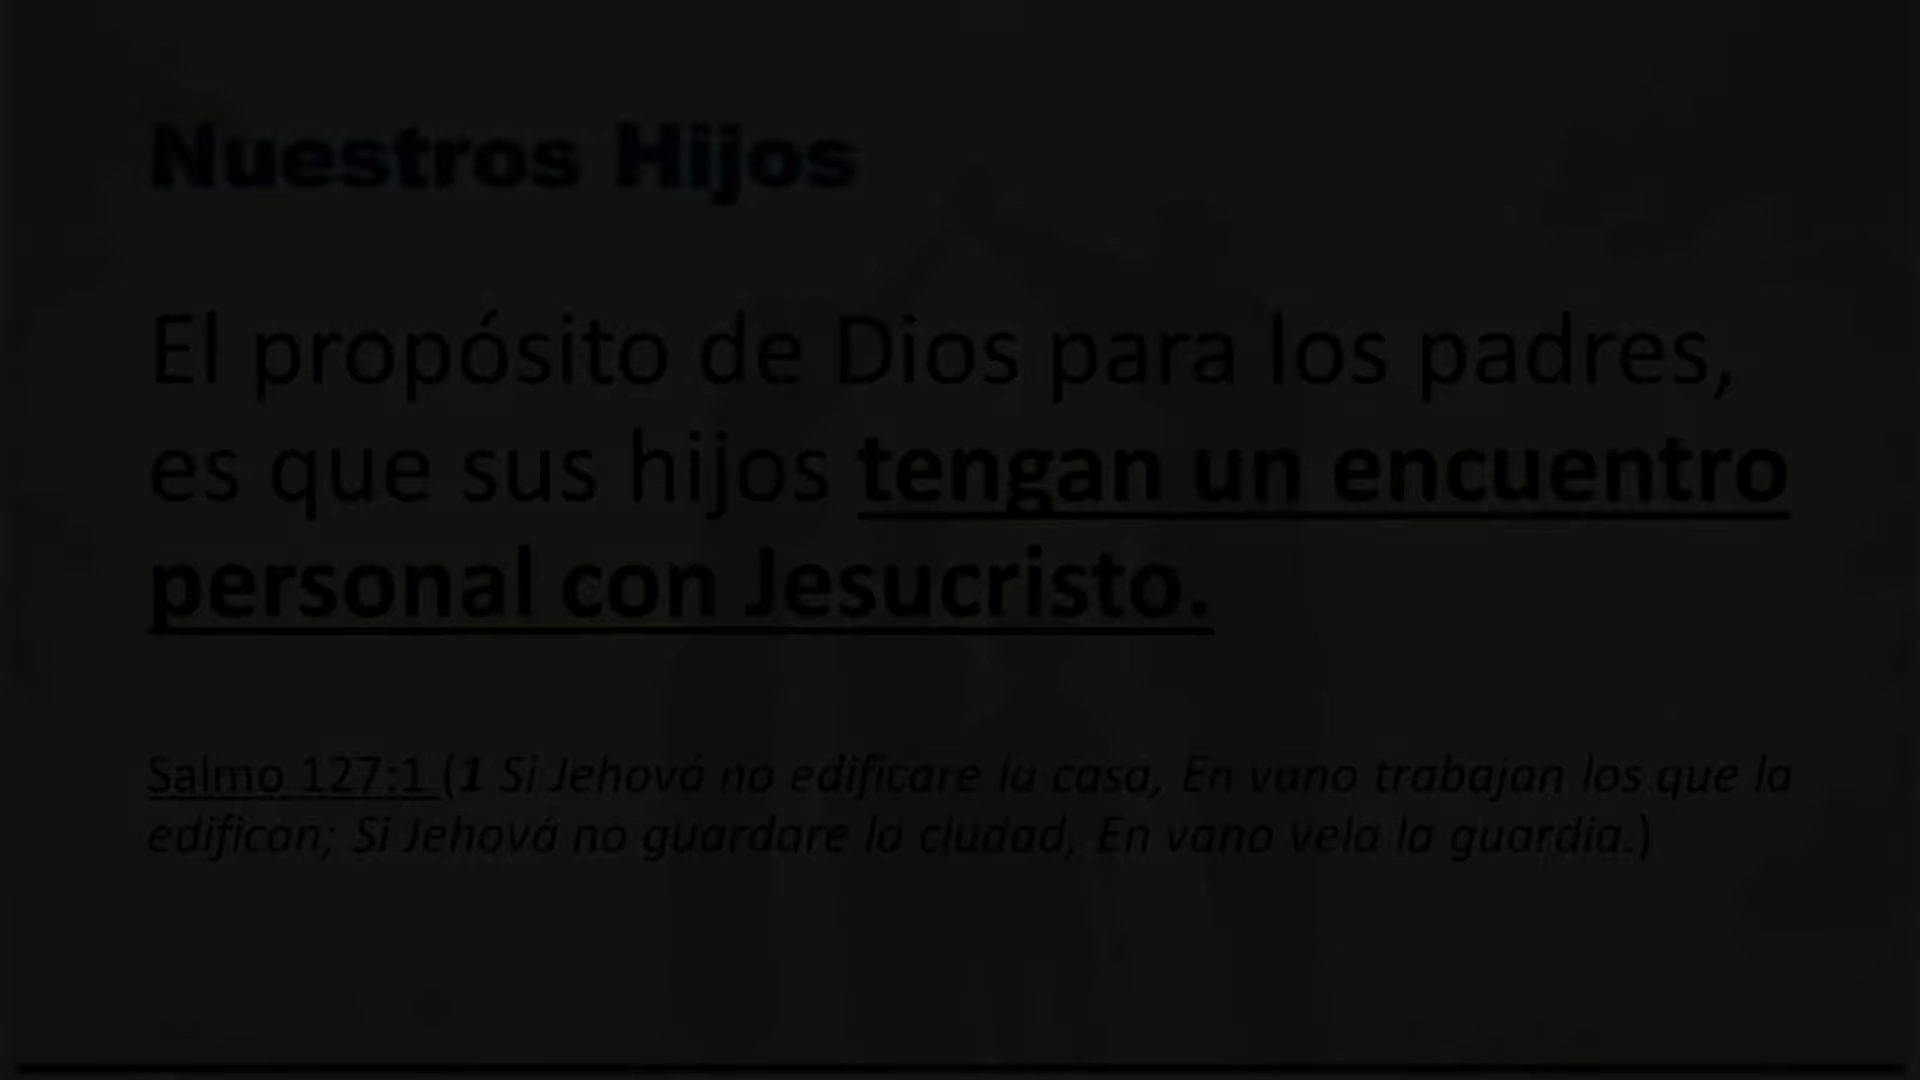 Nuestros Hijos
El propósito de Dios para los padres,
es que sus hijos tengan un encuentro
personal con Jesucristo.
Salmo 127:1 (1 Si Jehová no edificare la casa, En vano trabajan los que la
edifican; Si Jehová no guardare la ciudad, En vano vela la guardia.)